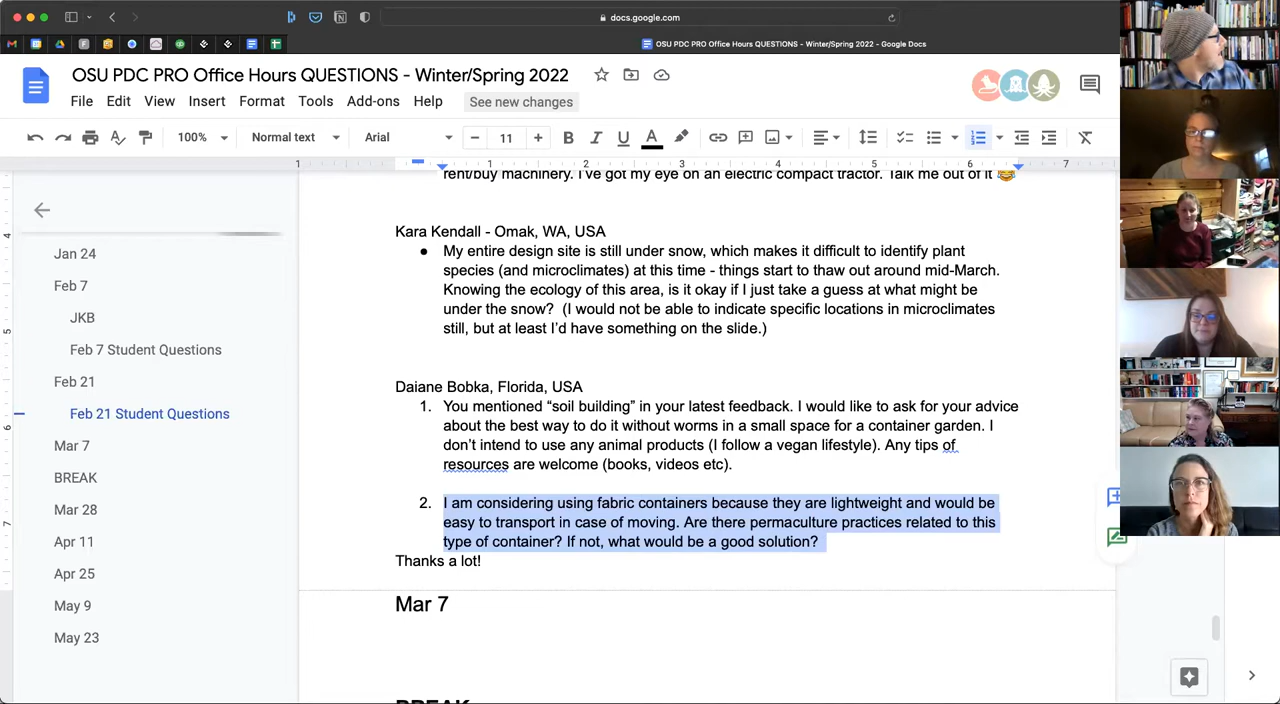 docs.google.com
OSU PDC PRO Office Hours QUESTIONS - Winter/Spring 2022 - Google Docs
OSU PDC PRO Office Hours QUESTIONS - Winter/Spring 2022
File Edit View Insert Format Tools Add-ons Help See new changes
100% Normal text Arial 11 B I U A
1 1 2 3 4 5 6 7
rent/buy machinery. I've got my eye on an electric compact tractor. Talk me out of it 😂
Kara Kendall - Omak, WA, USA
● My entire design site is still under snow, which makes it difficult to identify plant
species (and microclimates) at this time - things start to thaw out around mid-March.
Knowing the ecology of this area, is it okay if I just take a guess at what might be
under the snow? (I would not be able to indicate specific locations in microclimates
still, but at least I'd have something on the slide.)
Daiane Bobka, Florida, USA
1. You mentioned “soil building” in your latest feedback. I would like to ask for your advice
about the best way to do it without worms in a small space for a container garden. I
don't intend to use any animal products (I follow a vegan lifestyle). Any tips of
resources are welcome (books, videos etc).
2. I am considering using fabric containers because they are lightweight and would be
easy to transport in case of moving. Are there permaculture practices related to this
type of container? If not, what would be a good solution?
Thanks a lot!
Mar 7
BREAK
Jan 24
Feb 7
JKB
Feb 7 Student Questions
Feb 21
Feb 21 Student Questions
Mar 7
BREAK
Mar 28
Apr 11
Apr 25
May 9
May 23
4
5
6
7